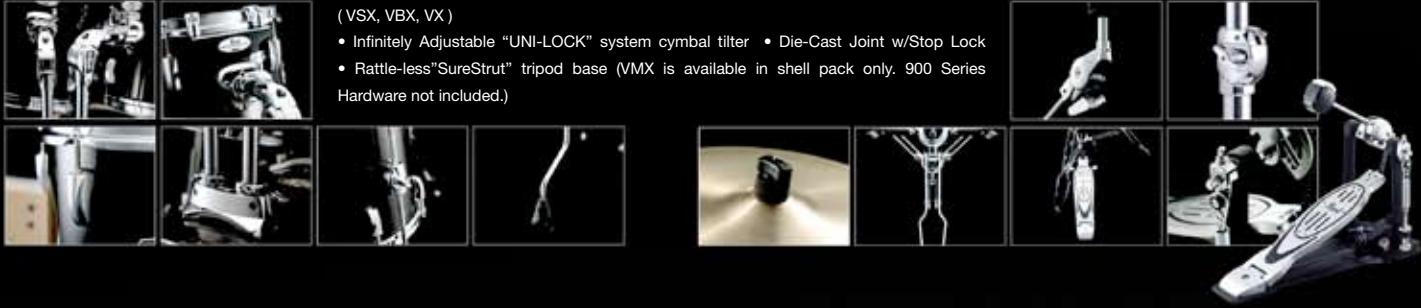 ( VSX, VBX, VX )
• Infinitely Adjustable “UNI-LOCK” system cymbal tilter • Die-Cast Joint w/Stop Lock
• Rattle-less”SureStrut” tripod base (VMX is available in shell pack only. 900 Series
Hardware not included.)